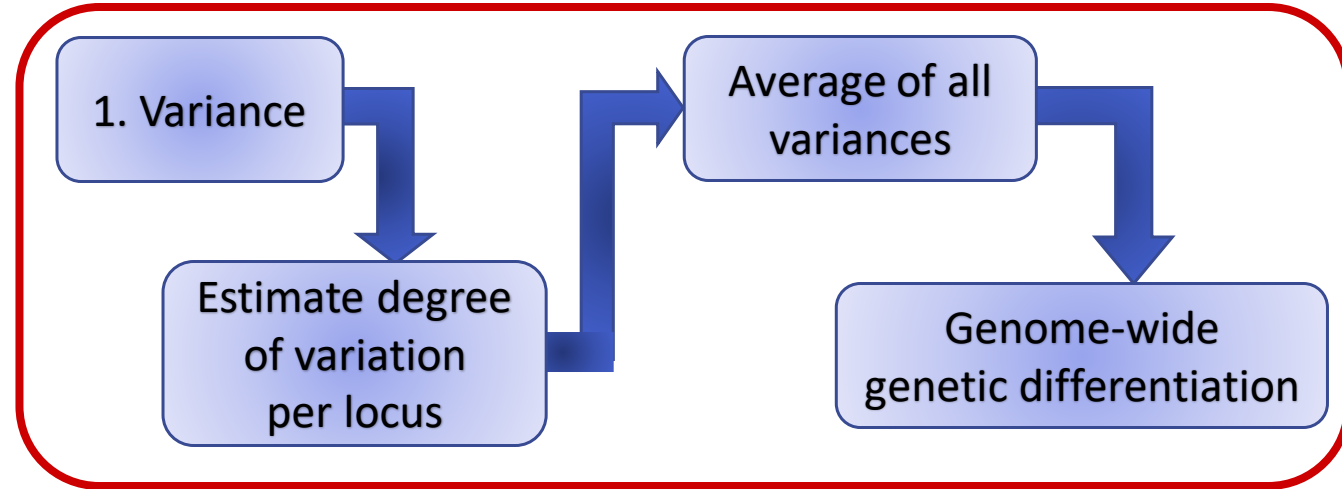 1. Variance
Estimate degree
of variation
per locus
Average of all
variances
Genome-wide
genetic differentiation